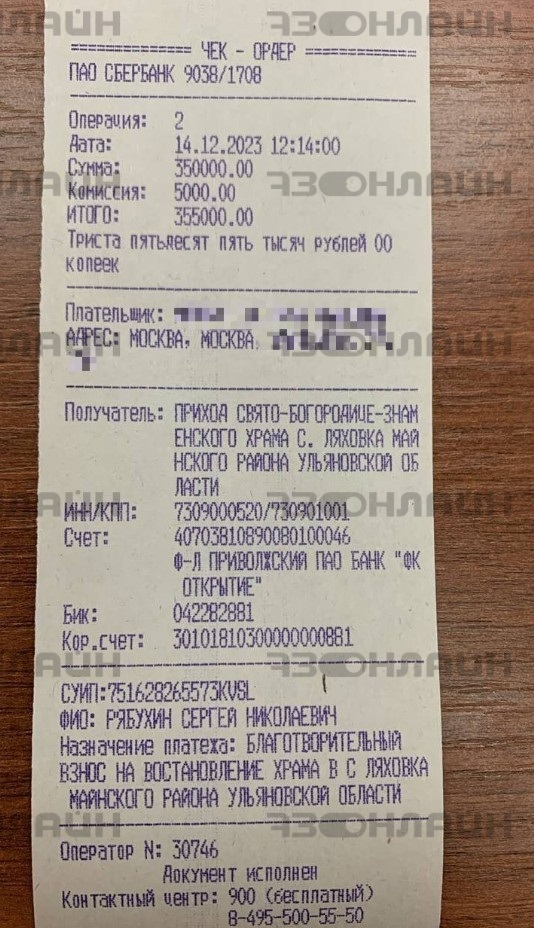 ============== ЧЕК - ОРДЕР ==============
ПАО СБЕРБАНК 9038/1708
Операция: 2
Дата: 14.12.2023 12:14:00
Сумма: 350000.00
Комиссия: 5000.00
ИТОГО: 355000.00
Триста пятьдесят пять тысяч рублей 00
копеек
Плательщик:
АДРЕС: МОСКВА, МОСКВА,
Получатель: ПРИХОД СВЯТО-БОГОРОДИЦЕ-ЗНАМ
ЕНСКОГО ХРАМА С. ЛЯХОВКА МАЙ
НСКОГО РАЙОНА УЛЬЯНОВСКОЙ ОБ
ЛАСТИ
ИНН/КПП: 7309000520/730901001
Счет: 40703810890080100046
Ф-Л ПРИВОЛЖСКИЙ ПАО БАНК "ФК
ОТКРЫТИЕ"
Бик: 042282881
Кор.счет: 30101810300000000881
СУИП:751628265573KVSL
ФИО: РЯБУХИН СЕРГЕЙ НИКОЛАЕВИЧ
Назначение платежа: БЛАГОТВОРИТЕЛЬНЫЙ
ВЗНОС НА ВОСТАНОВЛЕНИЕ ХРАМА В С ЛЯХОВКА
МАЙНСКОГО РАЙОНА УЛЬЯНОВСКОЙ ОБЛАСТИ
Оператор N: 30746
Документ исполнен
Контактный центр: 900 (бесплатный)
8-495-500-55-50